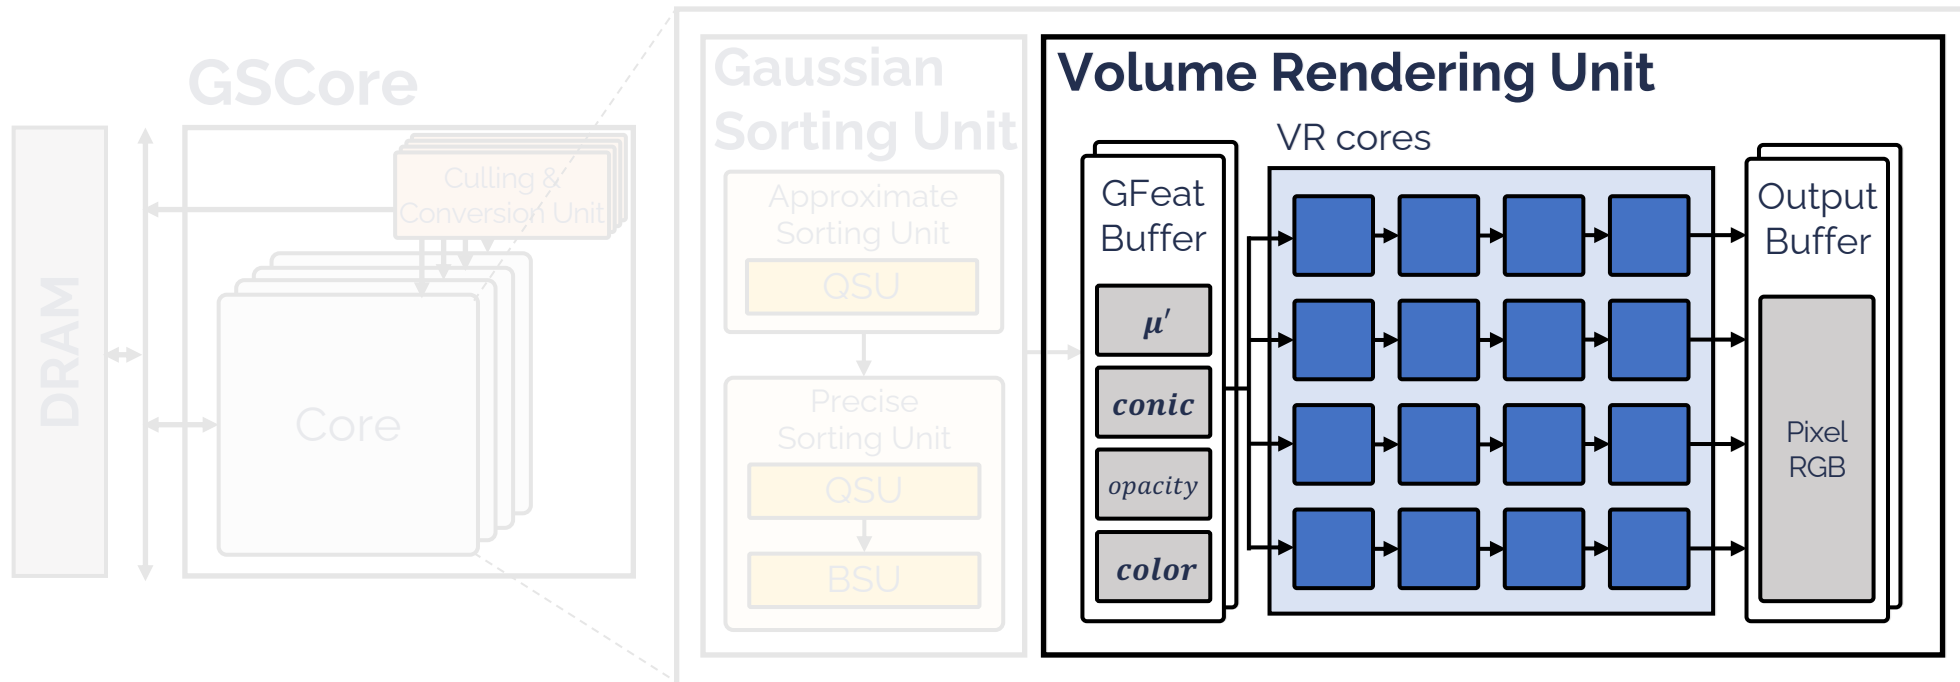 GSCore
DRAM
Culling &
Conversion Unit
Core
Gaussian
Sorting Unit
Approximate
Sorting Unit
QSU
Precise
Sorting Unit
QSU
BSU
Volume Rendering Unit
VR cores
GFeat
Buffer
μ′
conic
opacity
color
Output
Buffer
Pixel
RGB